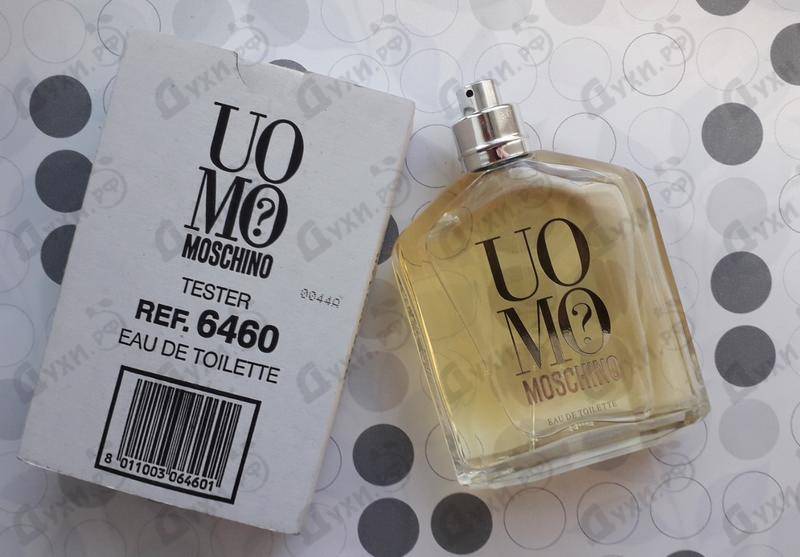 UO
MO?
MOSCHINO
TESTER
00449
REF. 6460
EAU DE TOILETTE
8 011003 064601
UO
MO?
MOSCHINO
EAU DE TOILETTE
Духи.РФ